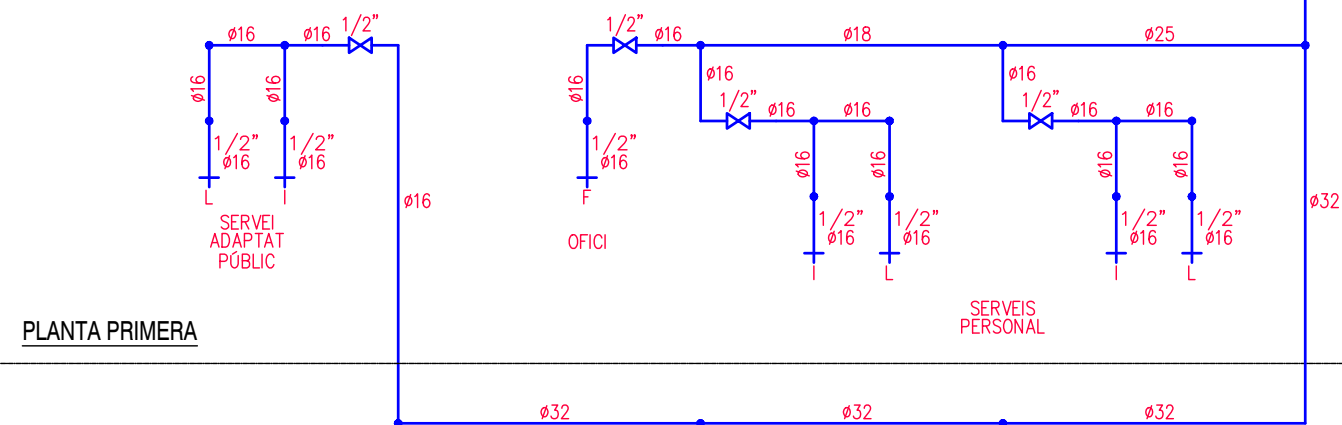 1/2"
ø16 ø16
1/2"
ø16 ø18 ø25
ø16 ø16
ø16
ø16 ø16
1/2" ø16 ø16
1/2" ø16 ø16
1/2"
ø16
1/2"
ø16
1/2"
ø16
ø16 ø16
ø16 ø16
L I
F
ø16
ø32
SERVEI
ADAPTAT
PÚBLIC
OFICI
1/2"
ø16
1/2"
ø16
1/2"
ø16
1/2"
ø16
I L
I L
SERVEIS
PERSONAL
PLANTA PRIMERA
ø32 ø32 ø32